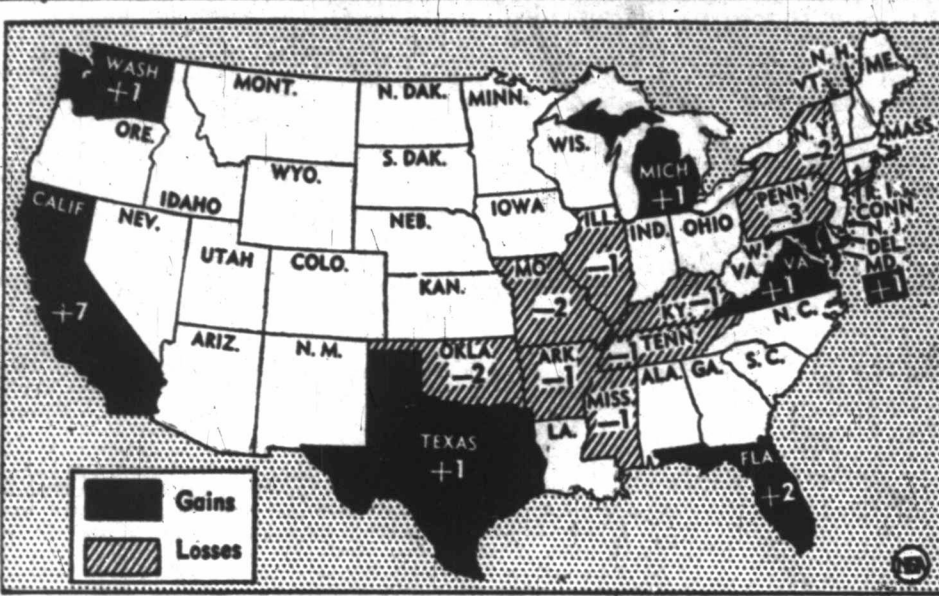 WASH
+1
MONT.
N. DAK.
MINN.
N. H.
VT.
ME.
ORE.
IDAHO
WYO.
S. DAK.
WIS.
MICH
+1
N. Y.
−2
MASS.
CALIF
+7
NEV.
UTAH
COLO.
NEB.
IOWA
ILL.
−1
IND.
OHIO
PENN.
−3
R. I.
CONN.
N. J.
DEL.
MD.
+1
W.
VA.
VA.
+1
KAN.
MO.
−2
KY. −1
N. C.
ARIZ.
N. M.
OKLA.
−2
ARK.
−1
−1 TENN.
MISS.
−1
ALA.
GA.
S. C.
TEXAS
+1
LA.
FLA.
+2
Gains
Losses
NEA